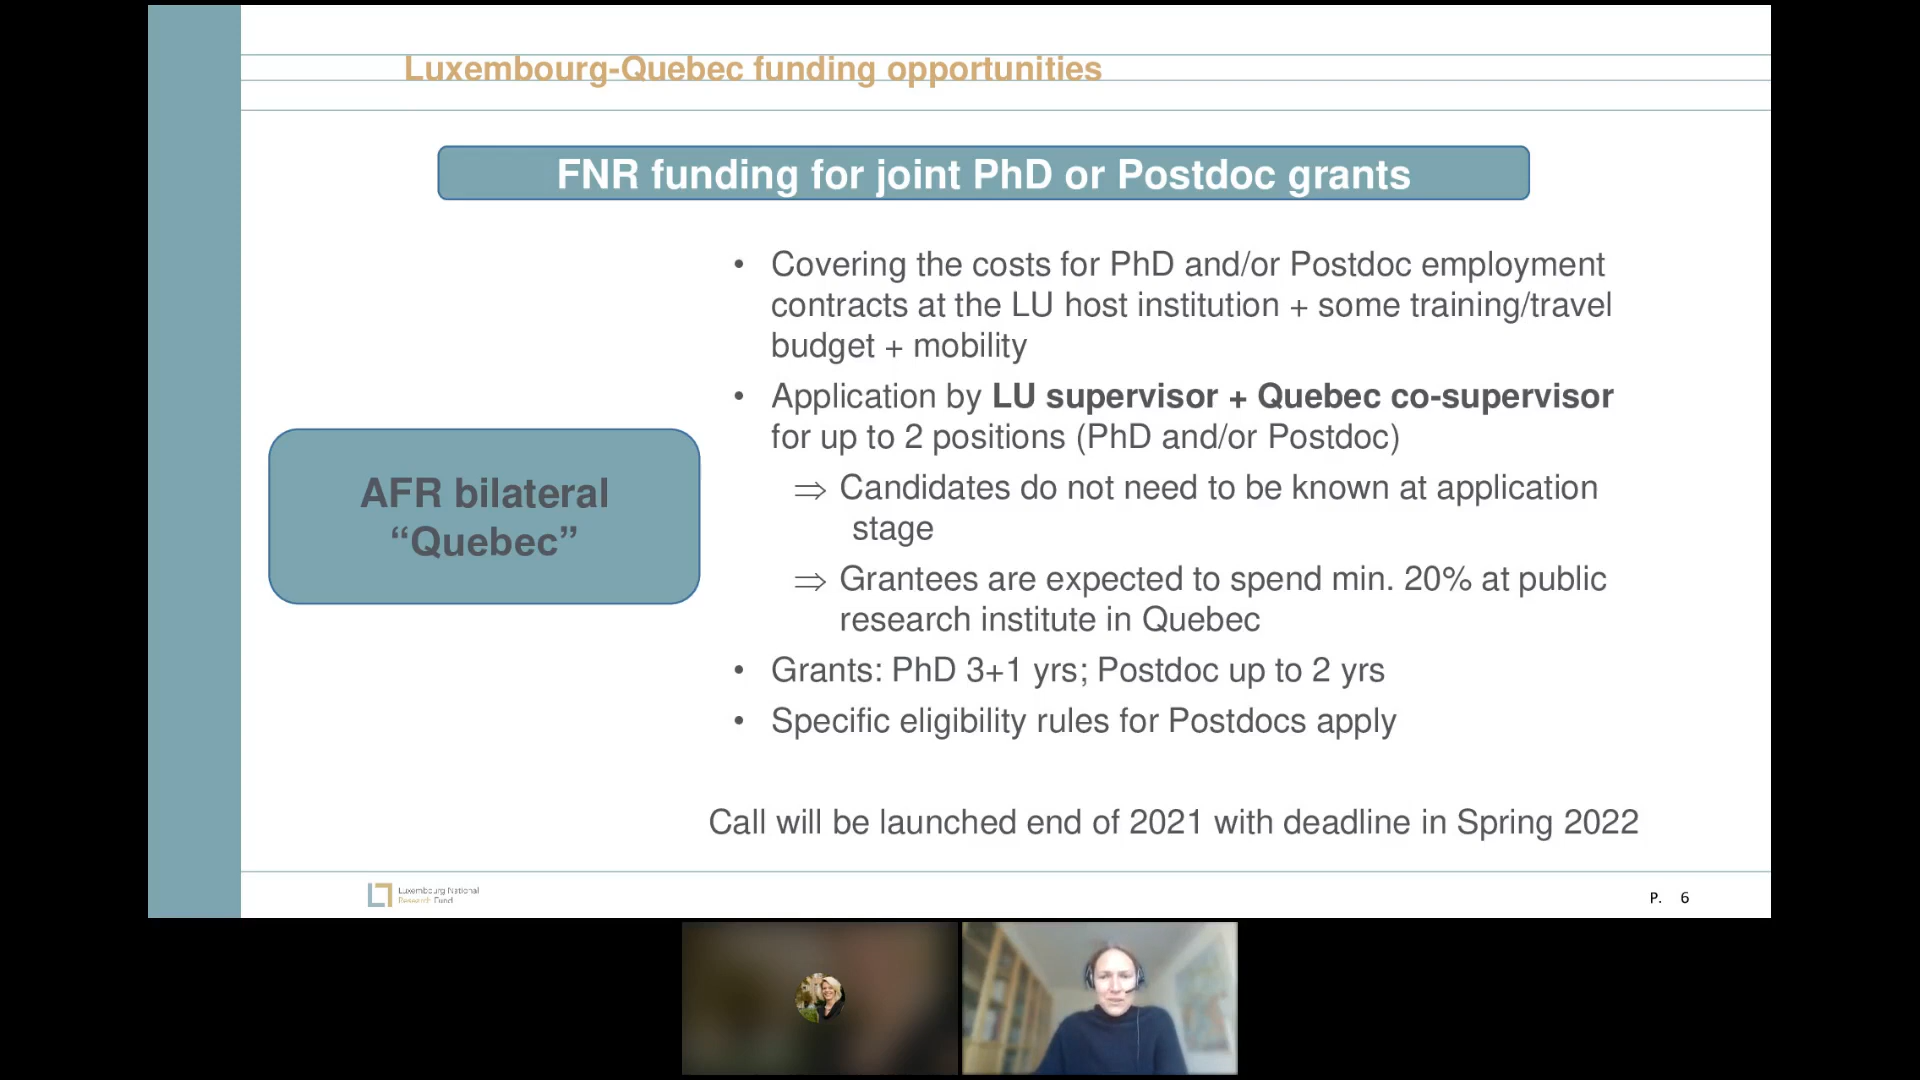 Luxembourg-Quebec funding opportunities
FNR funding for joint PhD or Postdoc grants
AFR bilateral
“Quebec”
• Covering the costs for PhD and/or Postdoc employment
contracts at the LU host institution + some training/travel
budget + mobility
• Application by LU supervisor + Quebec co-supervisor
for up to 2 positions (PhD and/or Postdoc)
⇒ Candidates do not need to be known at application
stage
⇒ Grantees are expected to spend min. 20% at public
research institute in Quebec
• Grants: PhD 3+1 yrs; Postdoc up to 2 yrs
• Specific eligibility rules for Postdocs apply
Call will be launched end of 2021 with deadline in Spring 2022
Luxembourg National
Research Fund
P. 6